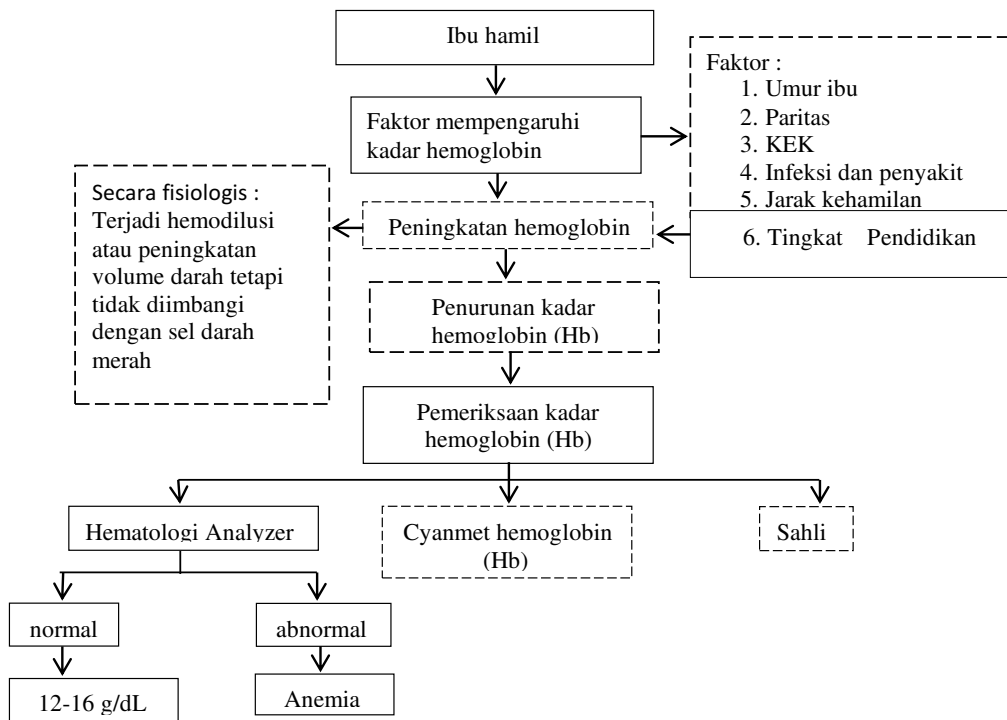 Ibu hamil
Faktor mempengaruhi
kadar hemoglobin
Faktor :
1. Umur ibu
2. Paritas
3. KEK
4. Infeksi dan penyakit
5. Jarak kehamilan
6. Tingkat Pendidikan
Secara fisiologis :
Terjadi hemodilusi
atau peningkatan
volume darah tetapi
tidak diimbangi
dengan sel darah
merah
Peningkatan hemoglobin
Penurunan kadar
hemoglobin (Hb)
Pemeriksaan kadar
hemoglobin (Hb)
Hematologi Analyzer
Cyanmet hemoglobin
(Hb)
Sahli
normal
abnormal
12-16 g/dL
Anemia